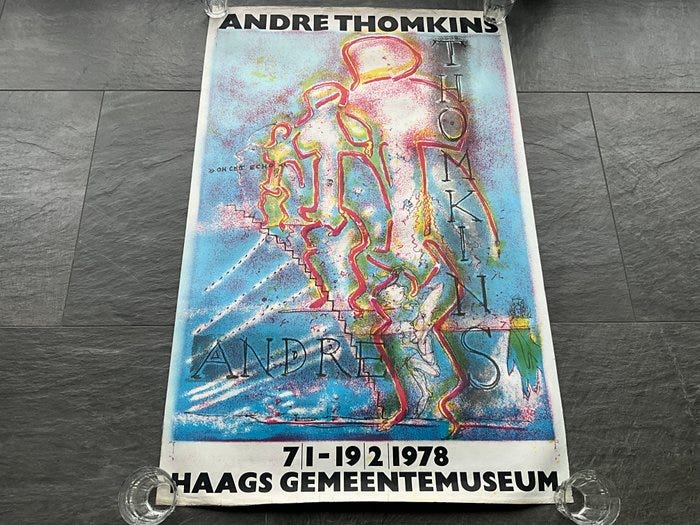 ANDRE THOMKINS
THOMKINS
ANDRE
7|1-19|2|1978
HAAGS GEMEENTEMUSEUM